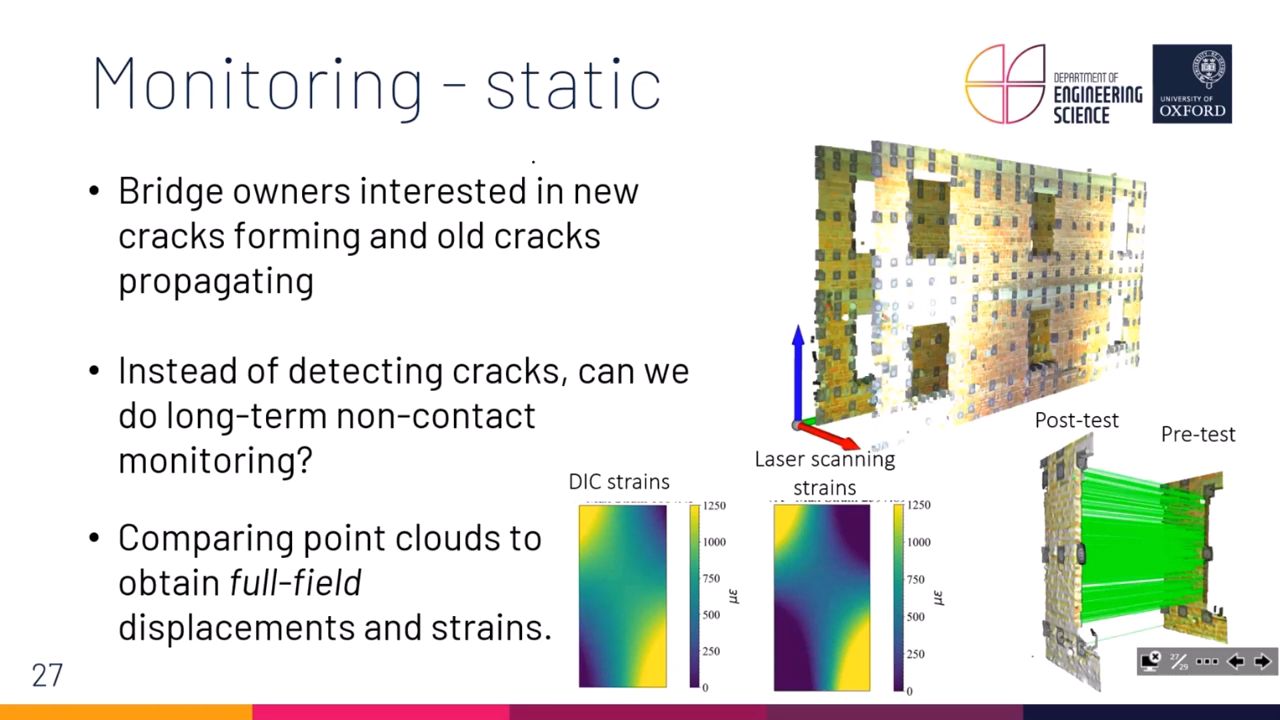 Monitoring - static
DEPARTMENT OF
ENGINEERING
SCIENCE
UNIVERSITY OF
OXFORD
• Bridge owners interested in new
cracks forming and old cracks
propagating
• Instead of detecting cracks, can we
do long-term non-contact
monitoring?
• Comparing point clouds to
obtain full-field
displacements and strains.
Post-test
Pre-test
DIC strains
1250
1000
750
500
250
0
με
Laser scanning
strains
1250
1000
750
500
250
0
με
27
27/29